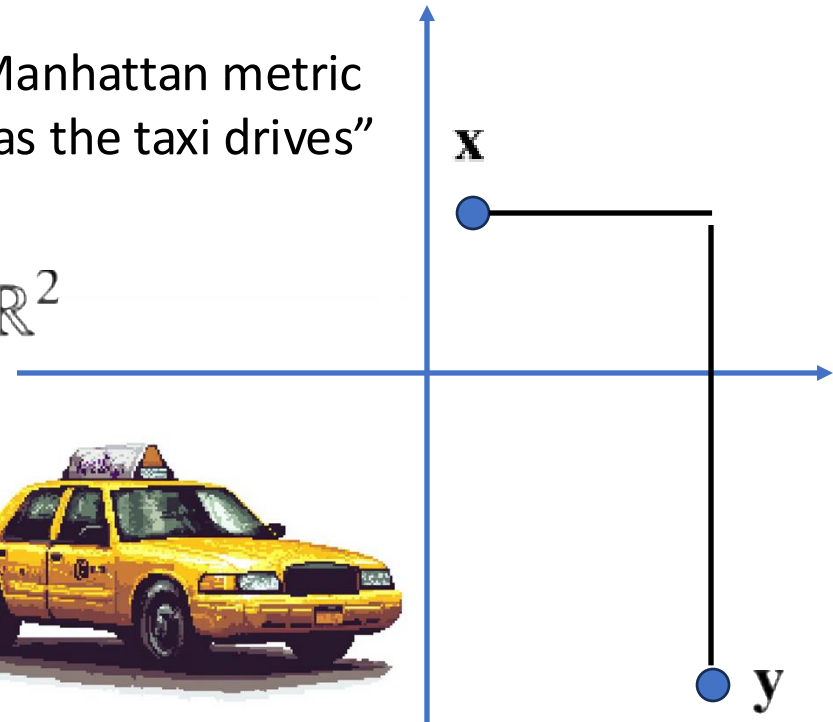 Manhattan metric
as the taxi drives”
x
ℝ²
y